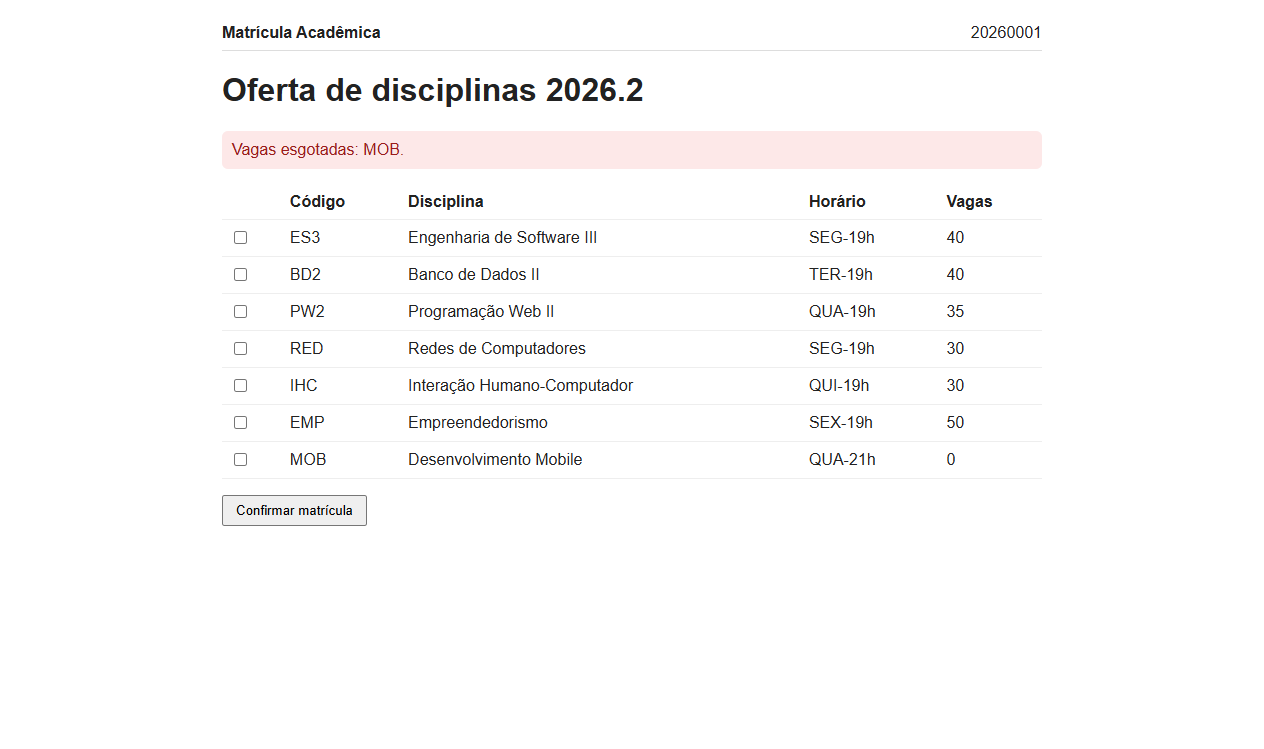 Matrícula Acadêmica 20260001
Oferta de disciplinas 2026.2
Vagas esgotadas: MOB.
Código Disciplina Horário Vagas
ES3 Engenharia de Software III SEG-19h 40
BD2 Banco de Dados II TER-19h 40
PW2 Programação Web II QUA-19h 35
RED Redes de Computadores SEG-19h 30
IHC Interação Humano-Computador QUI-19h 30
EMP Empreendedorismo SEX-19h 50
MOB Desenvolvimento Mobile QUA-21h 0
Confirmar matrícula